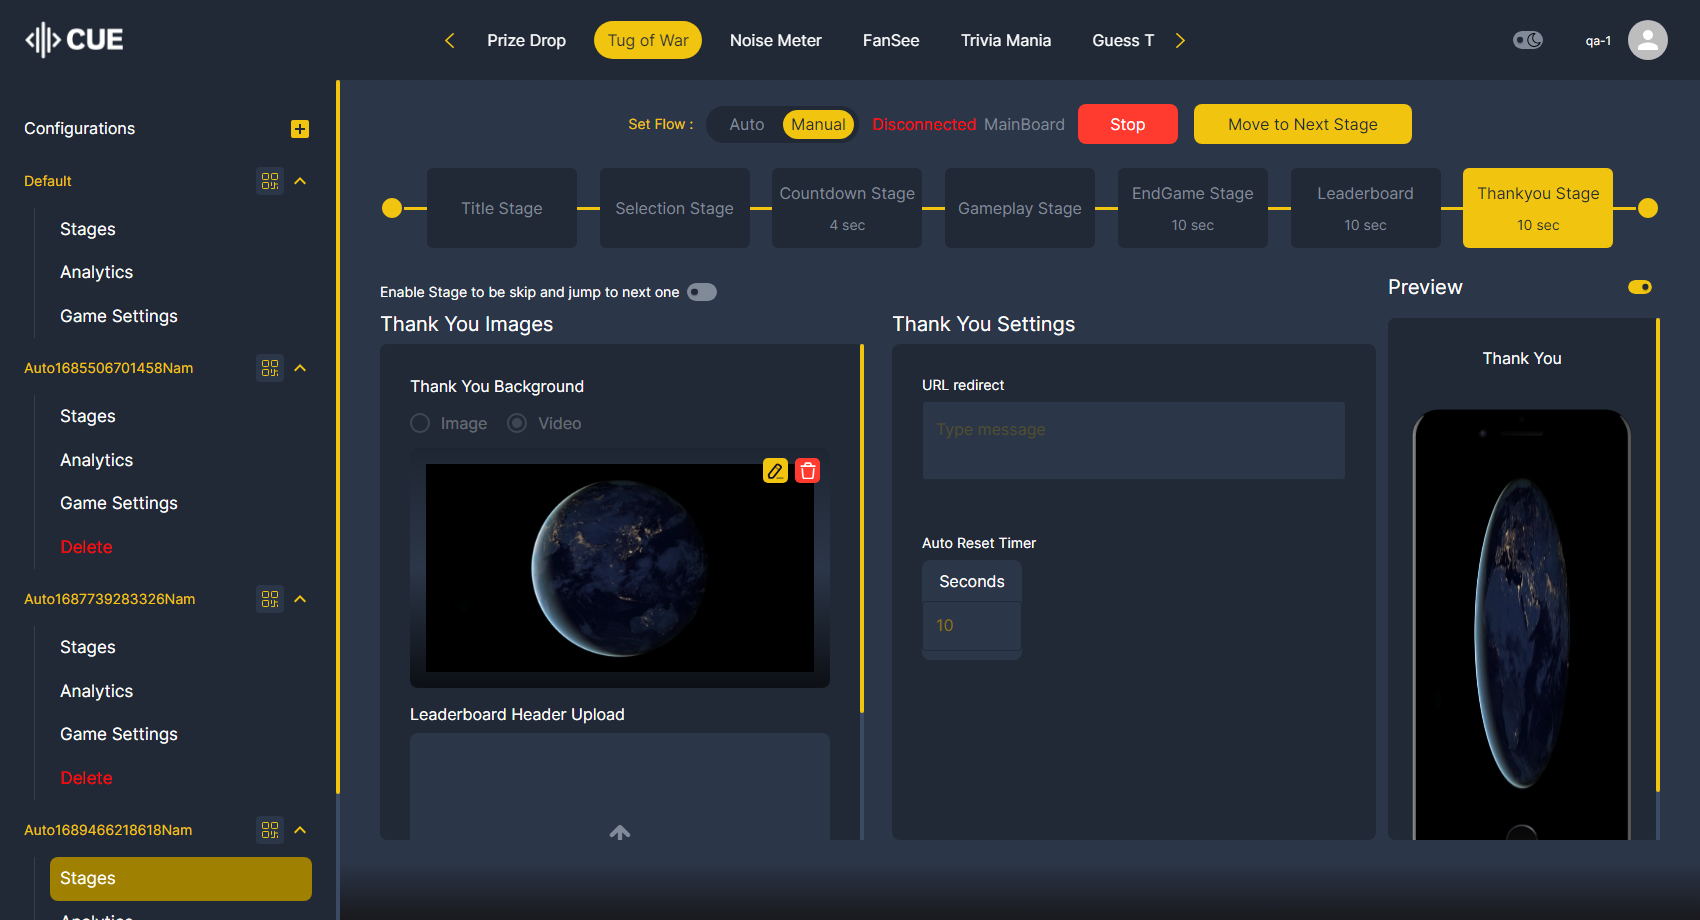 CUE
Prize Drop
Tug of War
Noise Meter
FanSee
Trivia Mania
Guess T
qa-1
Configurations
Default
Stages
Analytics
Game Settings
Auto1685506701458Nam
Stages
Analytics
Game Settings
Delete
Auto1687739283326Nam
Stages
Analytics
Game Settings
Delete
Auto1689466218618Nam
Stages
Analytics
Set Flow :
Auto
Manual
Disconnected MainBoard
Stop
Move to Next Stage
Title Stage
Selection Stage
Countdown Stage
4 sec
Gameplay Stage
EndGame Stage
10 sec
Leaderboard
10 sec
Thankyou Stage
10 sec
Enable Stage to be skip and jump to next one
Thank You Images
Thank You Background
Image
Video
Leaderboard Header Upload
Thank You Settings
URL redirect
Type message
Auto Reset Timer
Seconds
10
Preview
Thank You